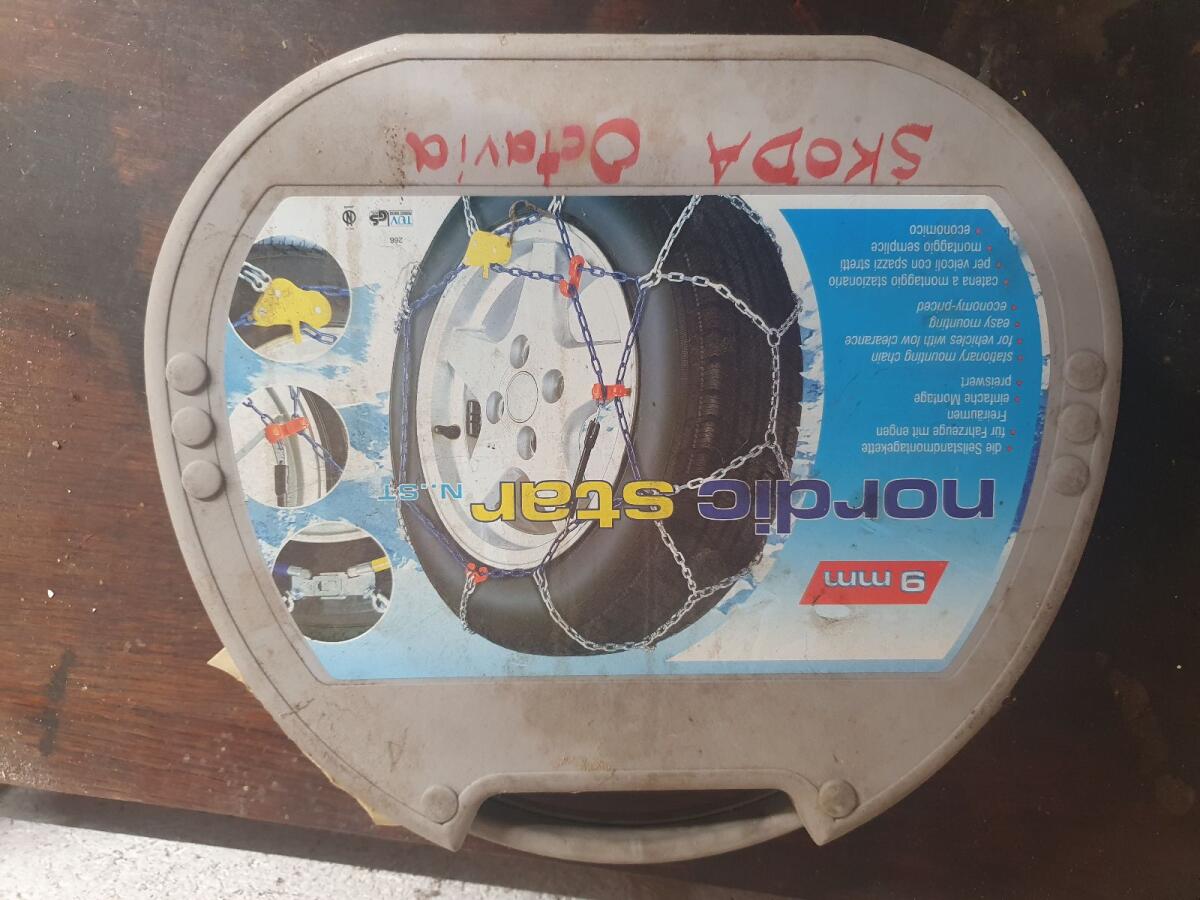 9 mm
nordic star N..ST
• die Seilstandmontagekette
• für Fahrzeuge mit engen
Freiräumen
• einfache Montage
• preiswert
• stationary mounting chain
• for vehicles with low clearance
• easy mounting
• economy-priced
• catena a montaggio stazionario
• per veicoli con spazzi stretti
• montaggio semplice
• economico
TÜV GS
SKODA Octavia